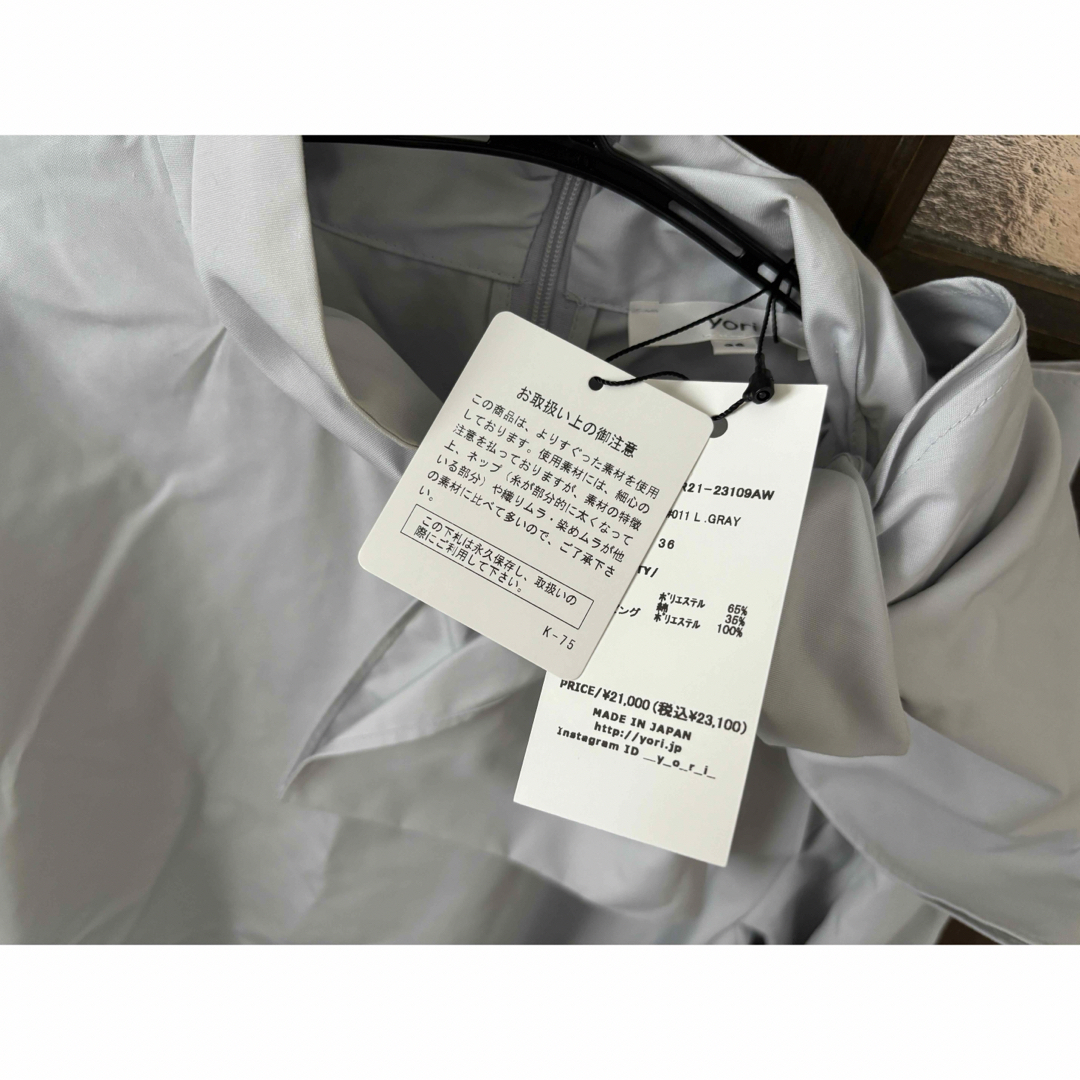 yori
36
お取扱い上の御注意
この商品は、よりすぐった素材を使用
しております。使用素材には、細心の
注意を払っておりますが、素材の特徴
上、ネップ（糸が部分的に太くなって
いる部分）や織りムラ・染めムラが他
の素材に比べて多いので、ご了承下さ
い。
この下札は永久保存し、取扱いの
際にご利用して下さい。
K-75
R21-23109AW
#011 L.GRAY
36
TY/
ポリエステル 65%
綿 35%
ング ポリエステル 100%
PRICE/¥21,000(税込¥23,100)
MADE IN JAPAN
http://yori.jp
Instagram ID __y_o_r_i_